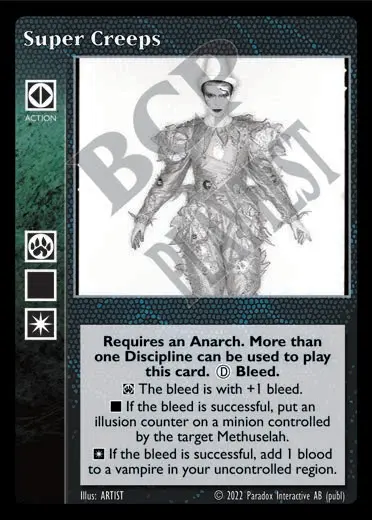 Super Creeps
ACTION
BCP
PLAYTEST
Requires an Anarch. More than
one Discipline can be used to play
this card. Ⓓ Bleed.
The bleed is with +1 bleed.
If the bleed is successful, put an
illusion counter on a minion controlled
by the target Methuselah.
If the bleed is successful, add 1 blood
to a vampire in your uncontrolled region.
Illus: ARTIST
© 2022 Paradox Interactive AB (publ)